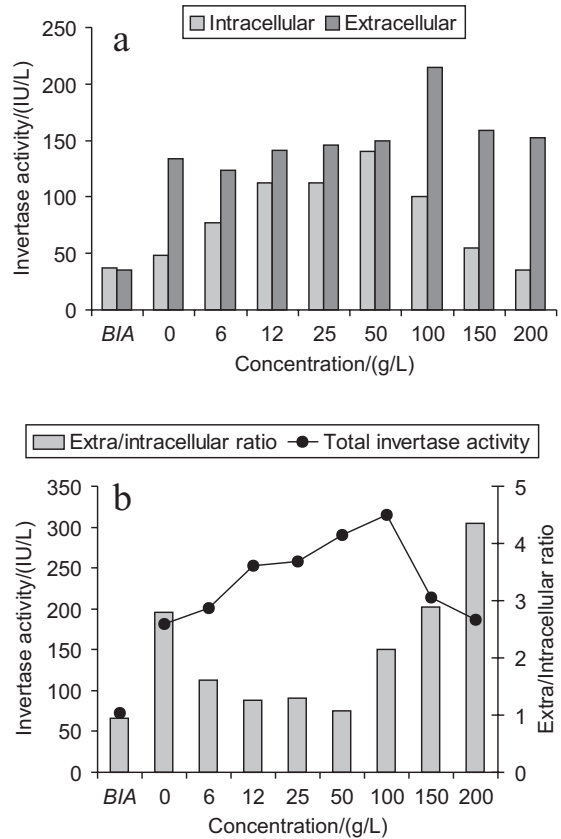 a
Intracellular Extracellular
250
200
150
100
50
0
Invertase activity/(IU/L)
BIA 0 6 12 25 50 100 150 200
Concentration/(g/L)
Extra/intracellular ratio Total invertase activity
b
350
300
250
200
150
100
50
0
Invertase activity/(IU/L)
5
4
3
2
1
0
Extra/Intracellular ratio
BIA 0 6 12 25 50 100 150 200
Concentration/(g/L)